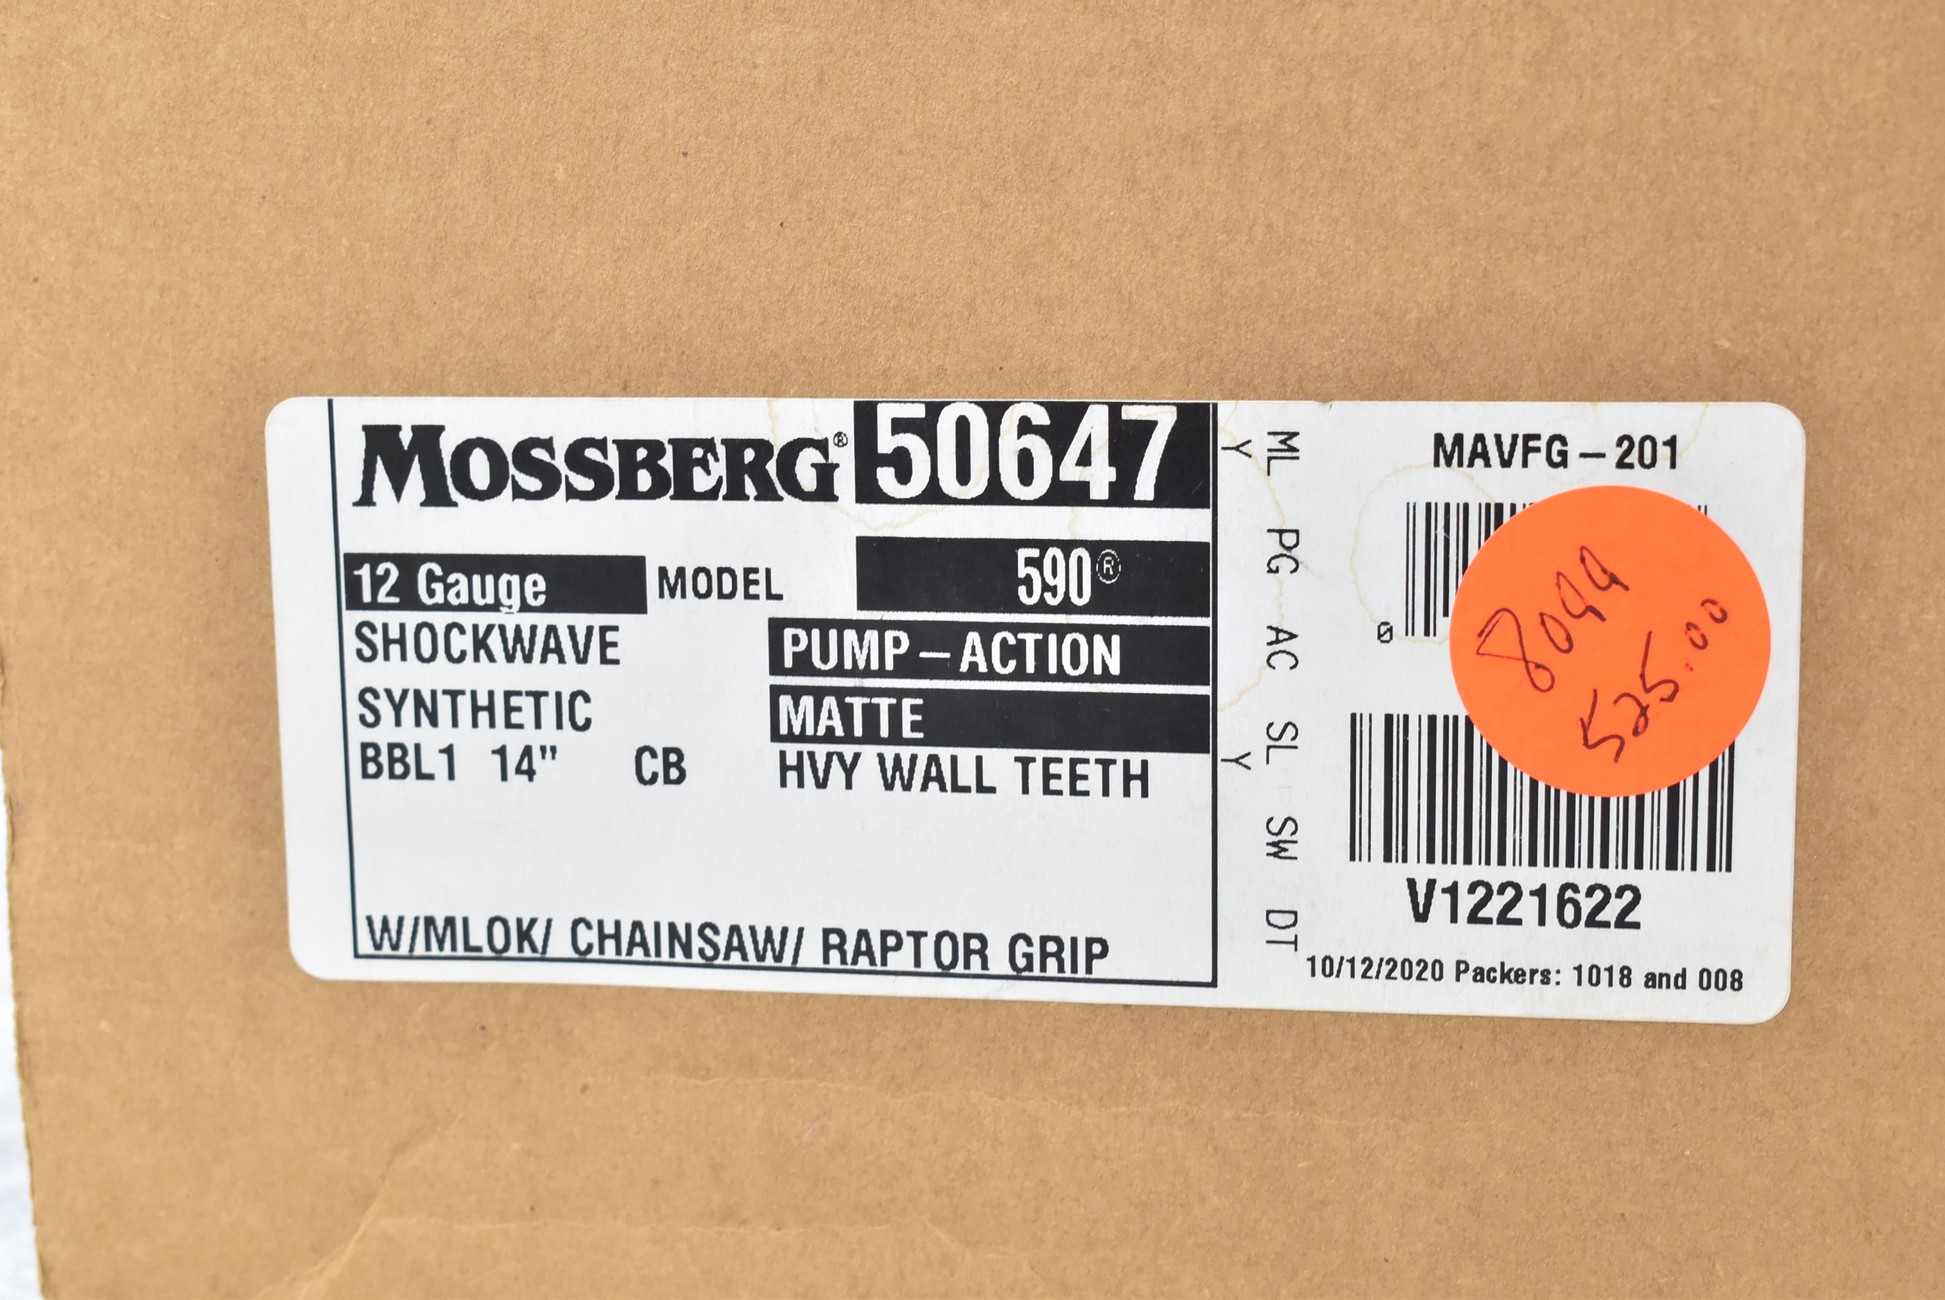 MOSSBERG® 50647
12 Gauge MODEL 590®
SHOCKWAVE PUMP-ACTION
SYNTHETIC MATTE
BBL1 14" CB HVY WALL TEETH
W/MLOK/ CHAINSAW/ RAPTOR GRIP
ML PG AC SL SW DT
Y Y
MAVFG-201
0
8099
525.00
V1221622
10/12/2020 Packers: 1018 and 008